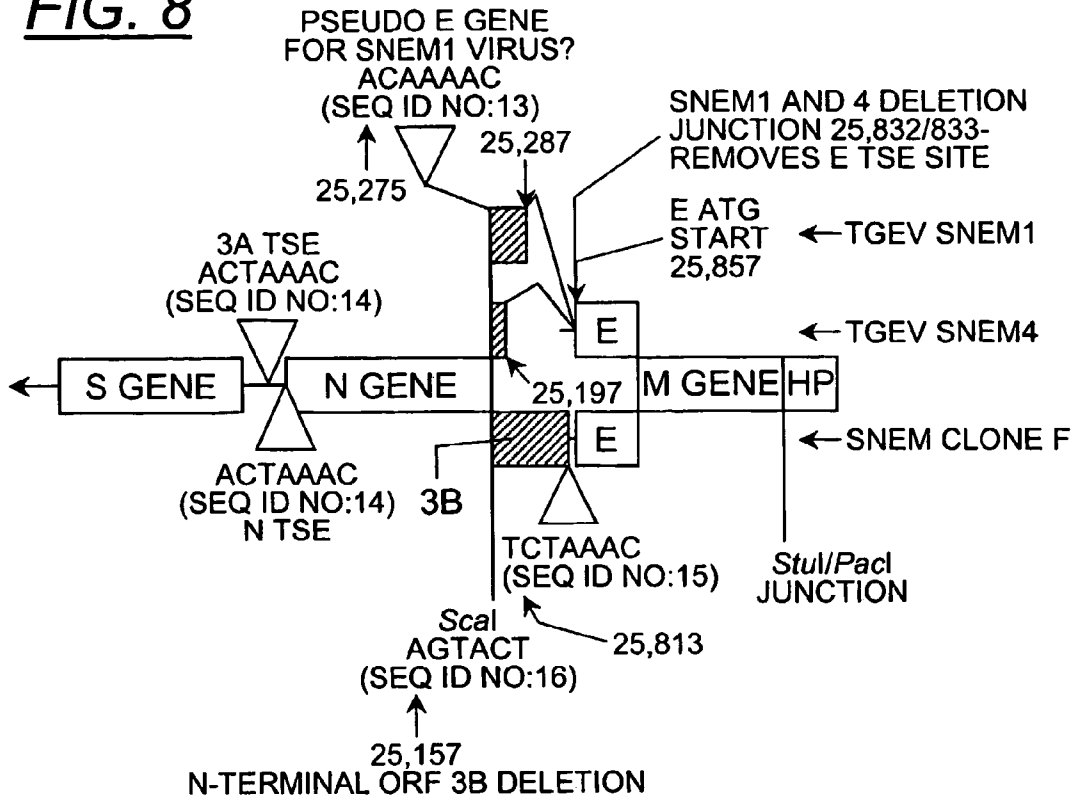 FIG. 8
PSEUDO E GENE
FOR SNEM1 VIRUS?
ACAAAAC
(SEQ ID NO:13)
25,275
25,287
SNEM1 AND 4 DELETION
JUNCTION 25,832/833-
REMOVES E TSE SITE
E ATG
START
25,857
TGEV SNEM1
3A TSE
ACTAAAC
(SEQ ID NO:14)
E
TGEV SNEM4
S GENE
N GENE
25,197
M GENE
HP
E
SNEM CLONE F
ACTAAAC
(SEQ ID NO:14)
N TSE
3B
TCTAAAC
(SEQ ID NO:15)
25,813
StuI/PacI
JUNCTION
ScaI
AGTACT
(SEQ ID NO:16)
25,157
N-TERMINAL ORF 3B DELETION